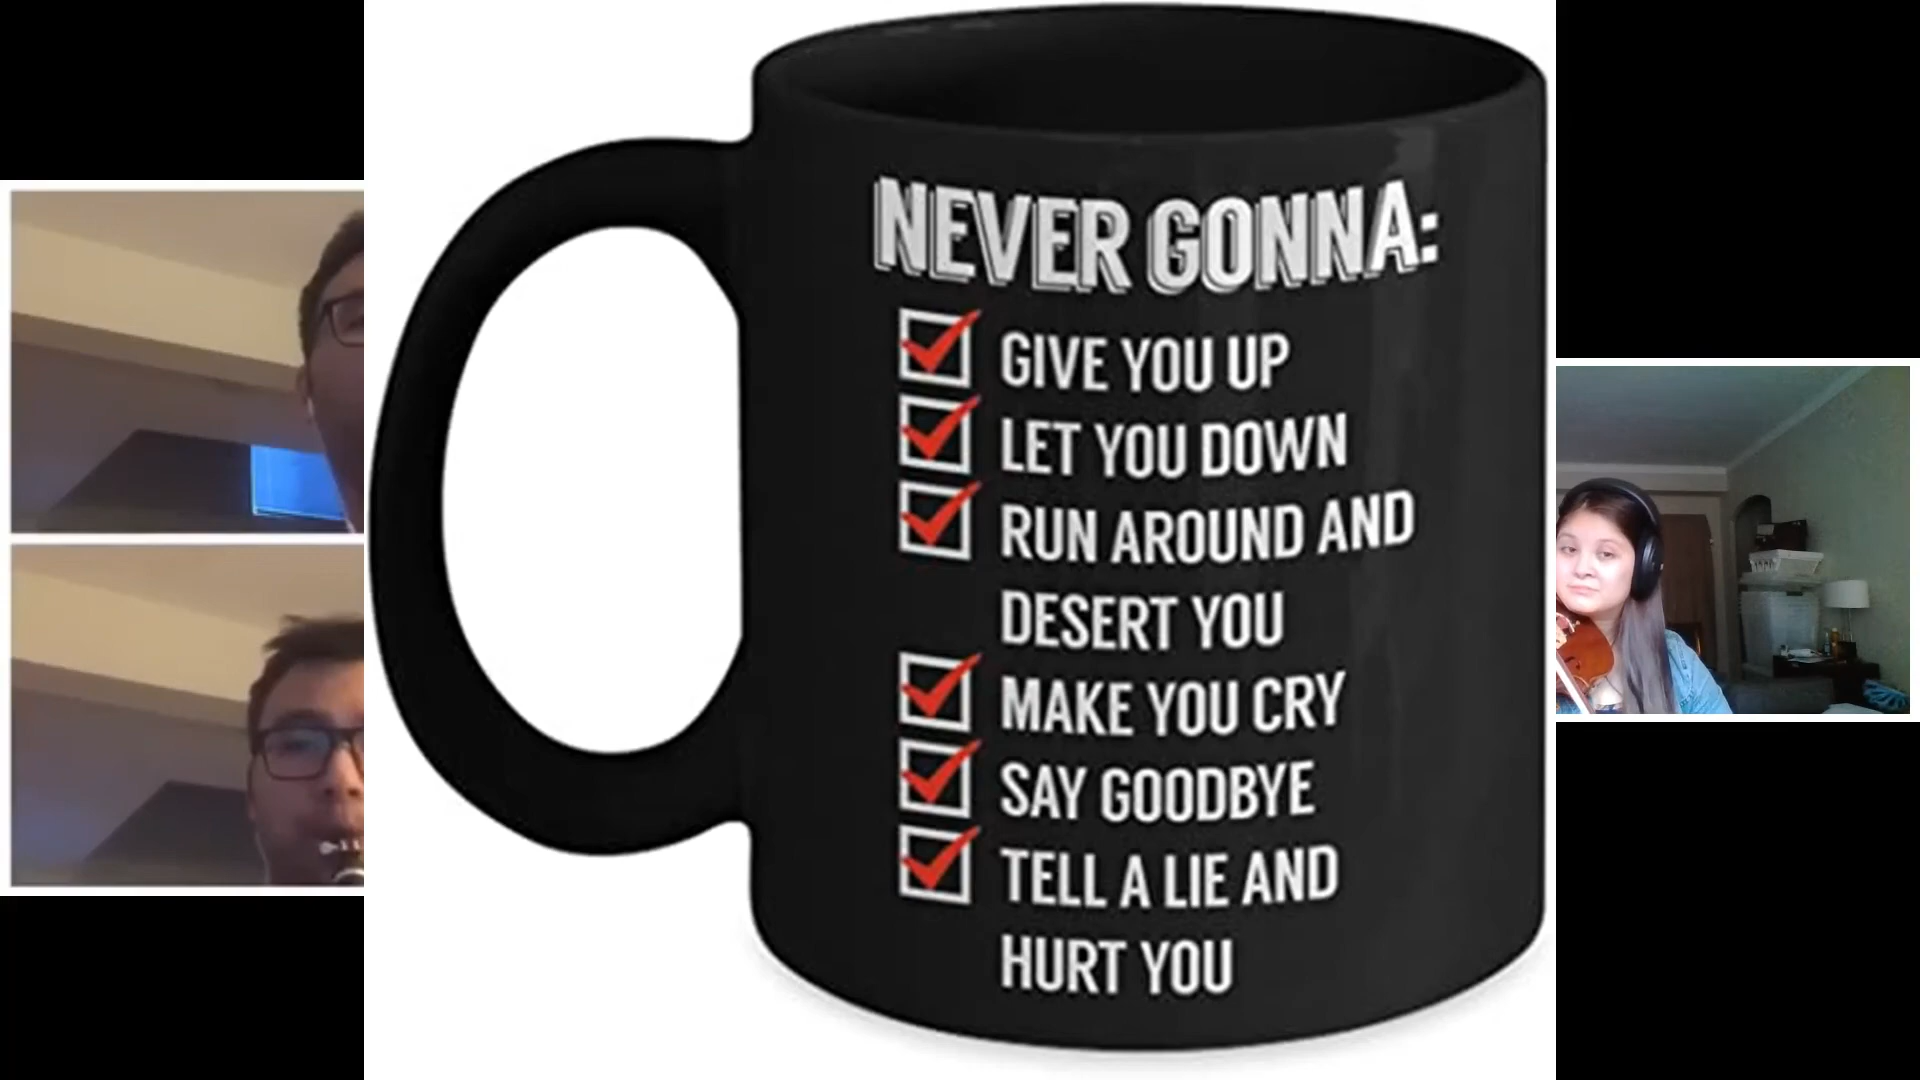 NEVER GONNA:
GIVE YOU UP
LET YOU DOWN
RUN AROUND AND
DESERT YOU
MAKE YOU CRY
SAY GOODBYE
TELL A LIE AND
HURT YOU